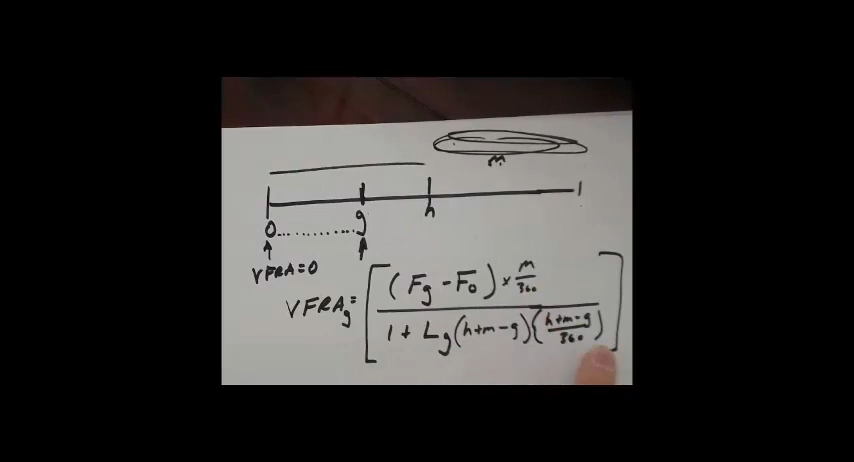 m
0.........g h
VFRA=0
VFRAg = [ (Fg - F0) × m/360
1 + Lg(h+m-g)(h+m-g/360) ]